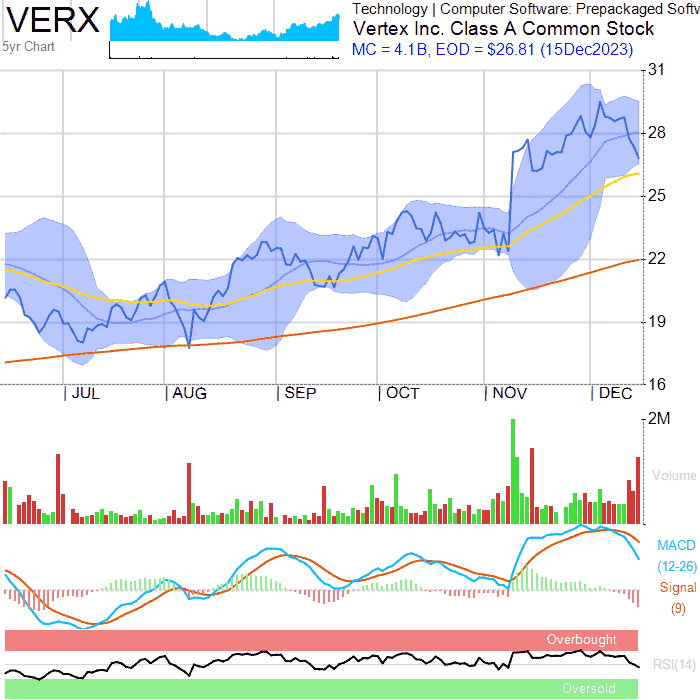 VERX
5yr Chart
Technology | Computer Software: Prepackaged Softw
Vertex Inc. Class A Common Stock
MC = 4.1B, EOD = $26.81 (15Dec2023)
31
28
25
22
19
16
JUL
AUG
SEP
OCT
NOV
DEC
2M
Volume
MACD
(12-26)
Signal
(9)
Overbought
RSI(14)
Oversold